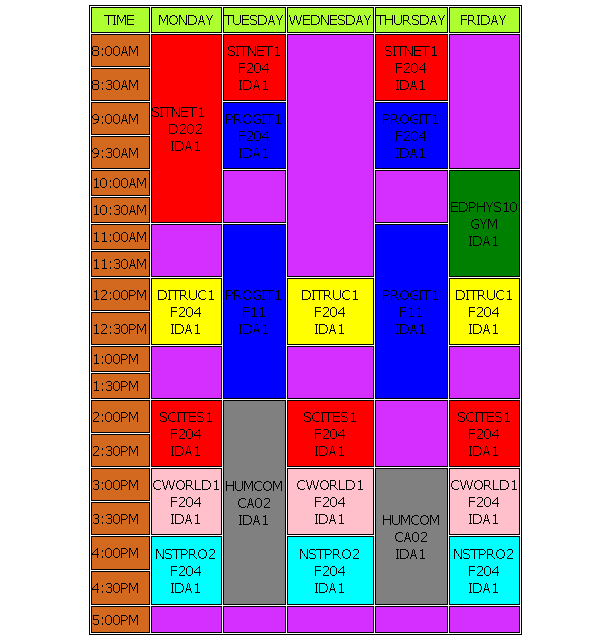 TIME MONDAY TUESDAY WEDNESDAY THURSDAY FRIDAY
8:00AM SITNET1 D202 IDA1 SITNET1 F204 IDA1 SITNET1 F204 IDA1
8:30AM
9:00AM PROGIT1 F204 IDA1 PROGIT1 F204 IDA1
9:30AM
10:00AM EDPHYS10 GYM IDA1
10:30AM
11:00AM PROGIT1 F11 IDA1 PROGIT1 F11 IDA1
11:30AM
12:00PM DITRUC1 F204 IDA1 DITRUC1 F204 IDA1 DITRUC1 F204 IDA1
12:30PM
1:00PM
1:30PM
2:00PM SCITES1 F204 IDA1 HUMCOM CA02 IDA1 SCITES1 F204 IDA1 SCITES1 F204 IDA1
2:30PM
3:00PM CWORLD1 F204 IDA1 CWORLD1 F204 IDA1 HUMCOM CA02 IDA1 CWORLD1 F204 IDA1
3:30PM
4:00PM NSTPRO2 F204 IDA1 NSTPRO2 F204 IDA1 NSTPRO2 F204 IDA1
4:30PM
5:00PM